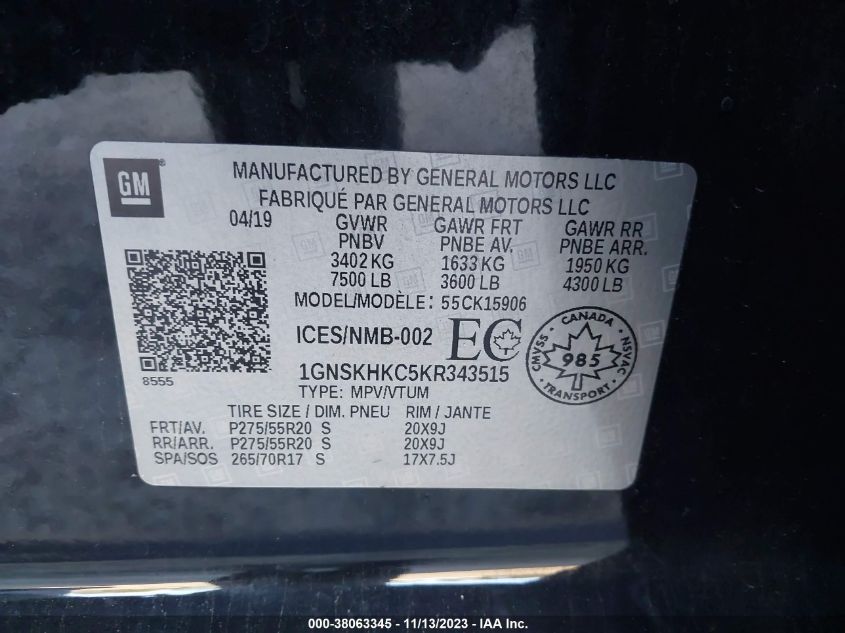 GM
MANUFACTURED BY GENERAL MOTORS LLC
FABRIQUÉ PAR GENERAL MOTORS LLC
04/19 GVWR GAWR FRT GAWR RR
PNBV PNBE AV. PNBE ARR.
3402 KG 1633 KG 1950 KG
7500 LB 3600 LB 4300 LB
MODEL/MODÈLE: 55CK15906
ICES/NMB-002 EC
CANADA
CMVSS 985 NSVAC
TRANSPORT
8555
1GNSKHKC5KR343515
TYPE: MPV/VTUM
TIRE SIZE / DIM. PNEU RIM / JANTE
FRT/AV. P275/55R20 S 20X9J
RR/ARR. P275/55R20 S 20X9J
SPA/SOS 265/70R17 S 17X7.5J
000-38063345 - 11/13/2023 - Copyright IAA, Inc.